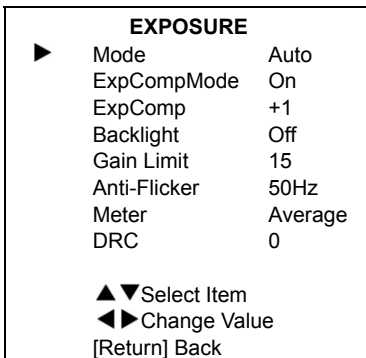 EXPOSURE
▶ Mode Auto
ExpCompMode On
ExpComp +1
Backlight Off
Gain Limit 15
Anti-Flicker 50Hz
Meter Average
DRC 0
▲▼Select Item
◀▶Change Value
[Return] Back